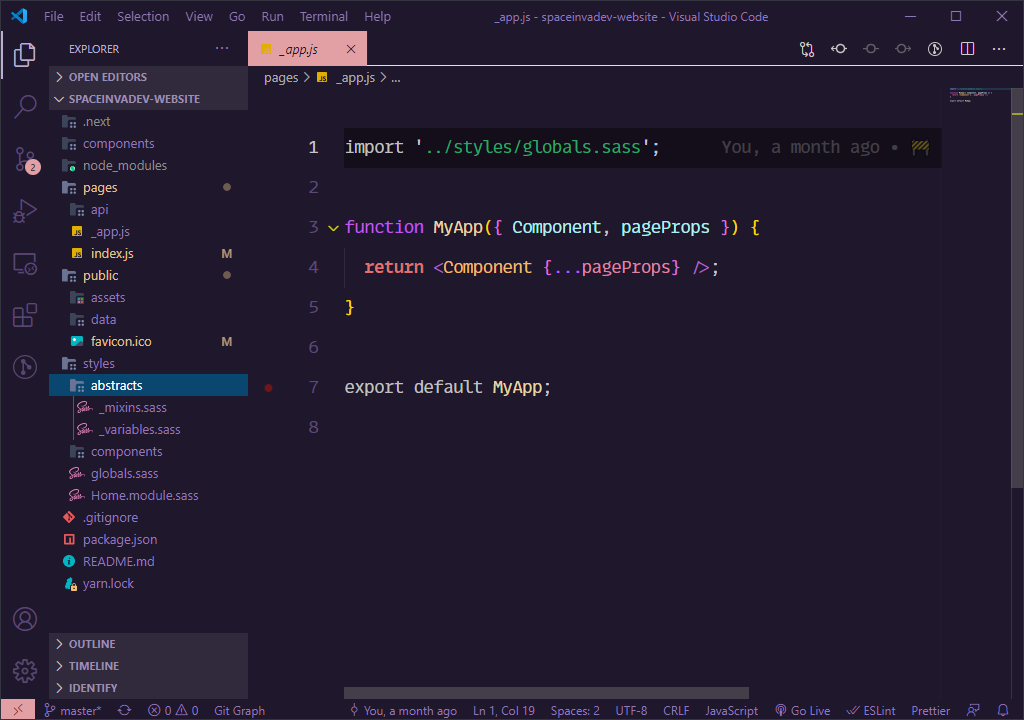 File Edit Selection View Go Run Terminal Help _app.js - spaceinvadev-website - Visual Studio Code
EXPLORER ...
OPEN EDITORS
SPACEINVADEV-WEBSITE
.next
components
node_modules
pages
api
JS _app.js
JS index.js M
public
assets
data
favicon.ico M
styles
abstracts
_mixins.sass
_variables.sass
components
globals.sass
Home.module.sass
.gitignore
package.json
README.md
yarn.lock
OUTLINE
TIMELINE
IDENTIFY
2
JS _app.js
pages > JS _app.js > ...
1 import '../styles/globals.sass'; You, a month ago •
2
3 function MyApp({ Component, pageProps }) {
4 return <Component {...pageProps} />;
5 }
6
7 export default MyApp;
8
master* 0 0 Git Graph You, a month ago Ln 1, Col 19 Spaces: 2 UTF-8 CRLF JavaScript Go Live ESLint Prettier